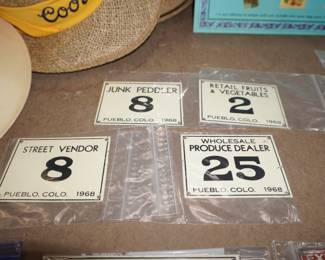 Coo
JUNK PEDDLER
8
PUEBLO, COLO. 1968
RETAIL FRUITS
& VEGETABLES
2
PUEBLO, COLO. 1968
STREET VENDOR
8
PUEBLO, COLO. 1968
WHOLESALE
PRODUCE DEALER
25
PUEBLO, COLO. 1968